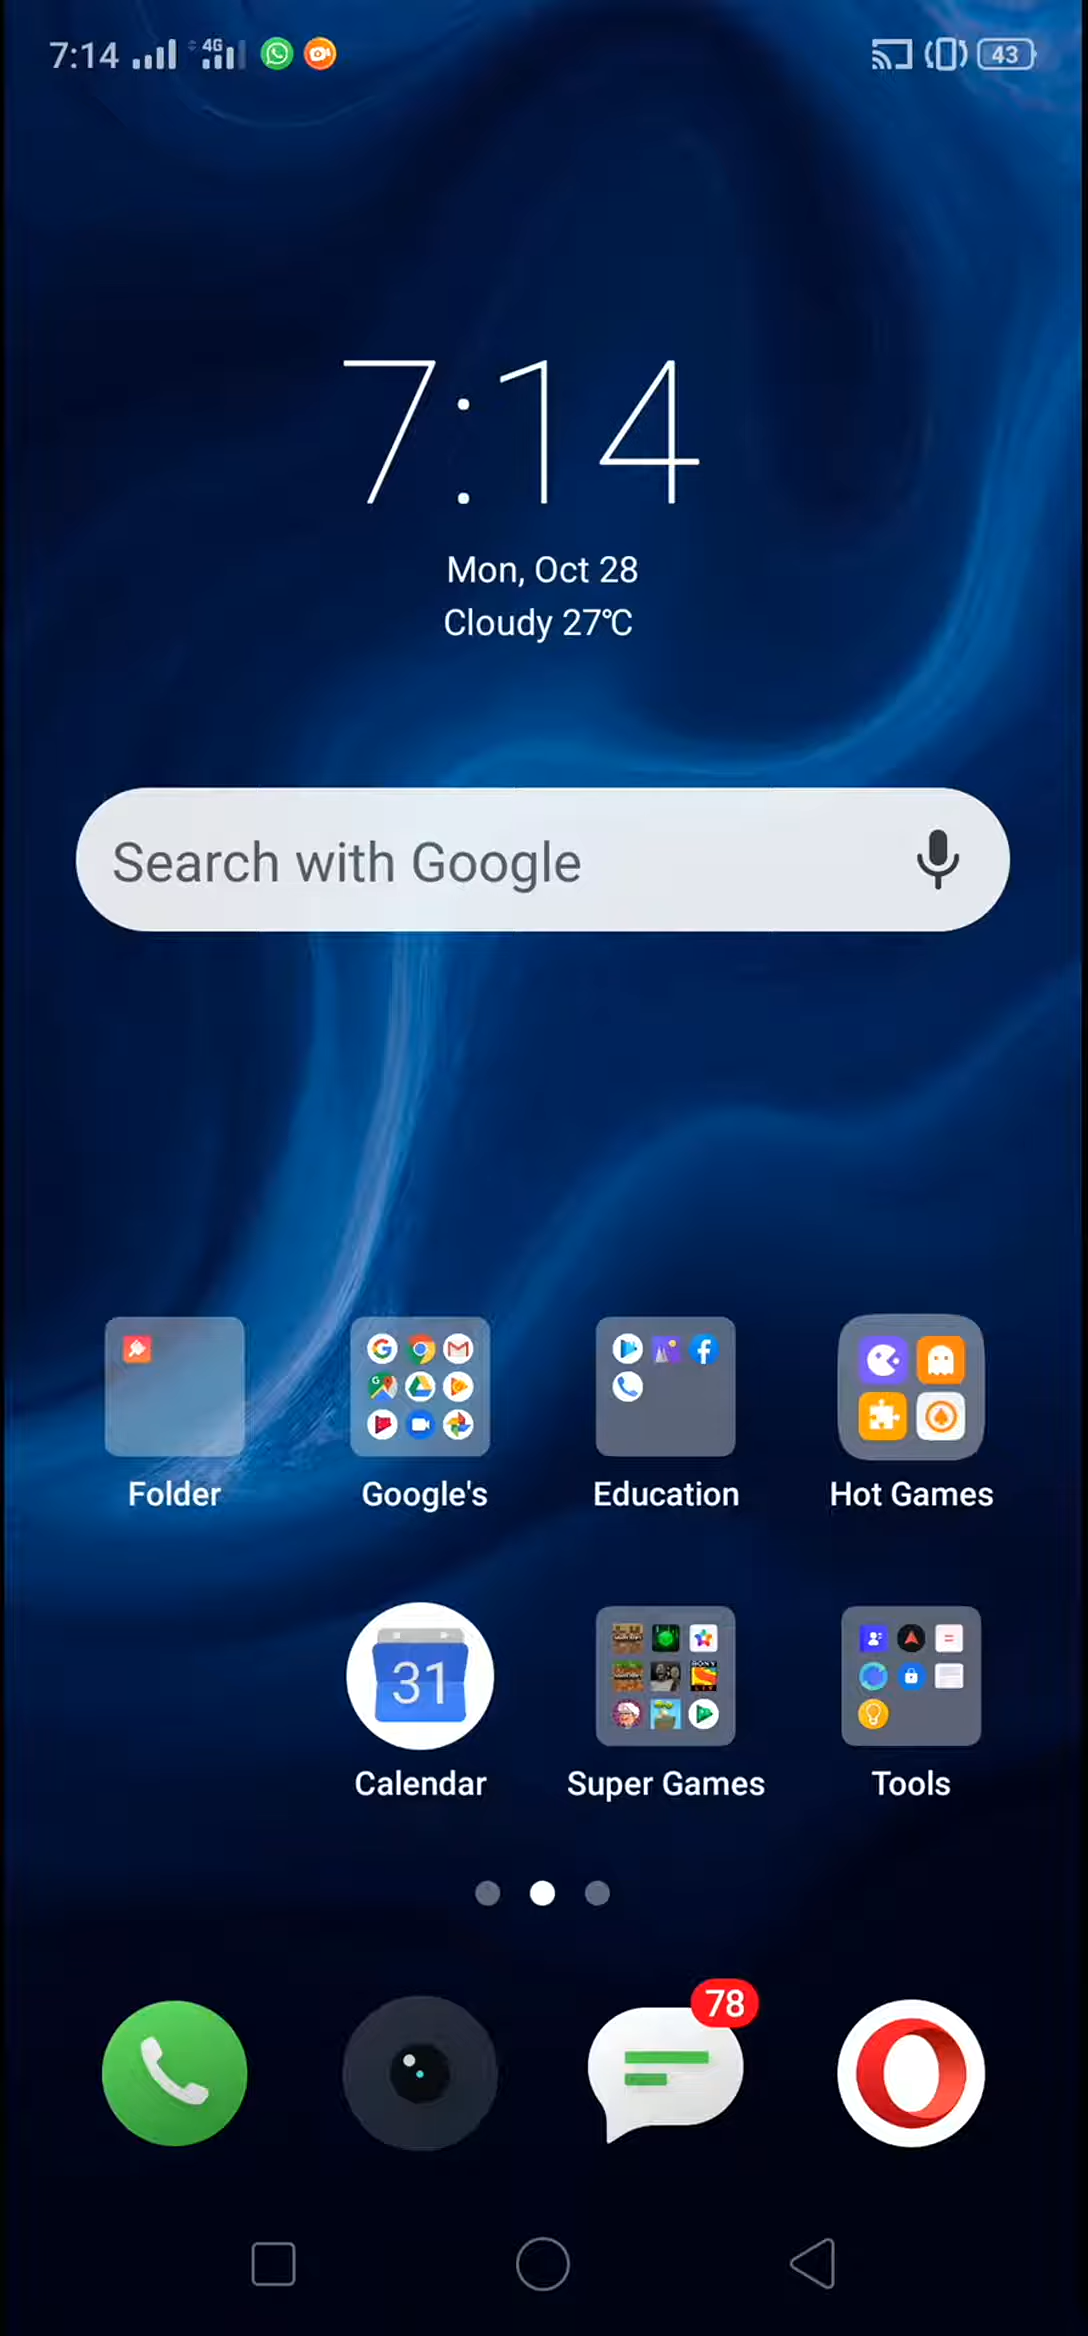 7:14 4G 43
7:14
Mon, Oct 28
Cloudy 27℃
Search with Google
Folder Google's Education Hot Games
31
Calendar Super Games Tools
78